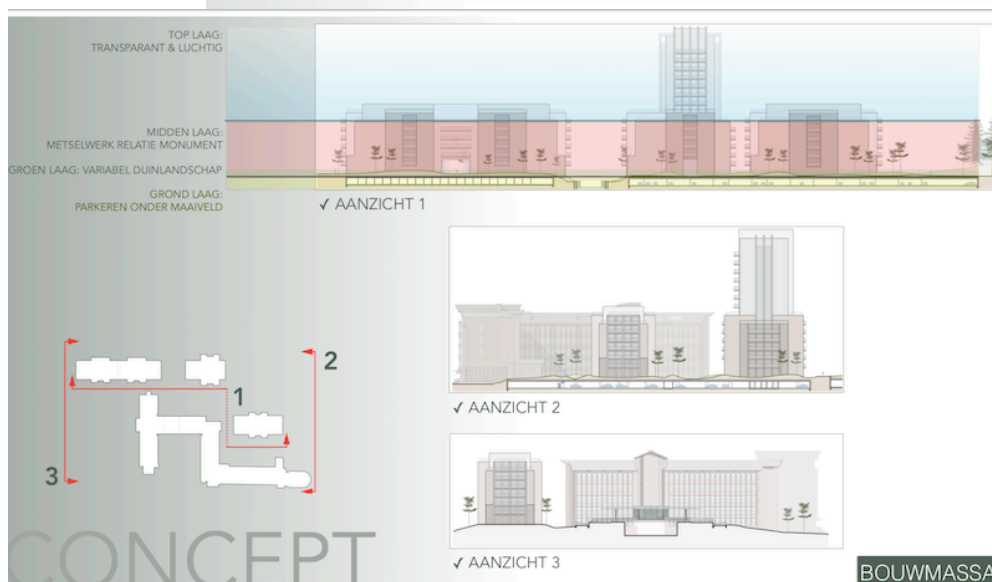 TOP LAAG:
TRANSPARANT & LUCHTIG
MIDDEN LAAG:
METSELWERK RELATIE MONUMENT
GROEN LAAG: VARIABEL DUINLANDSCHAP
GROND LAAG:
PARKEREN ONDER MAAIVELD
✓ AANZICHT 1
✓ AANZICHT 2
2
1
3
✓ AANZICHT 3
CONCEPT
BOUWMASSA